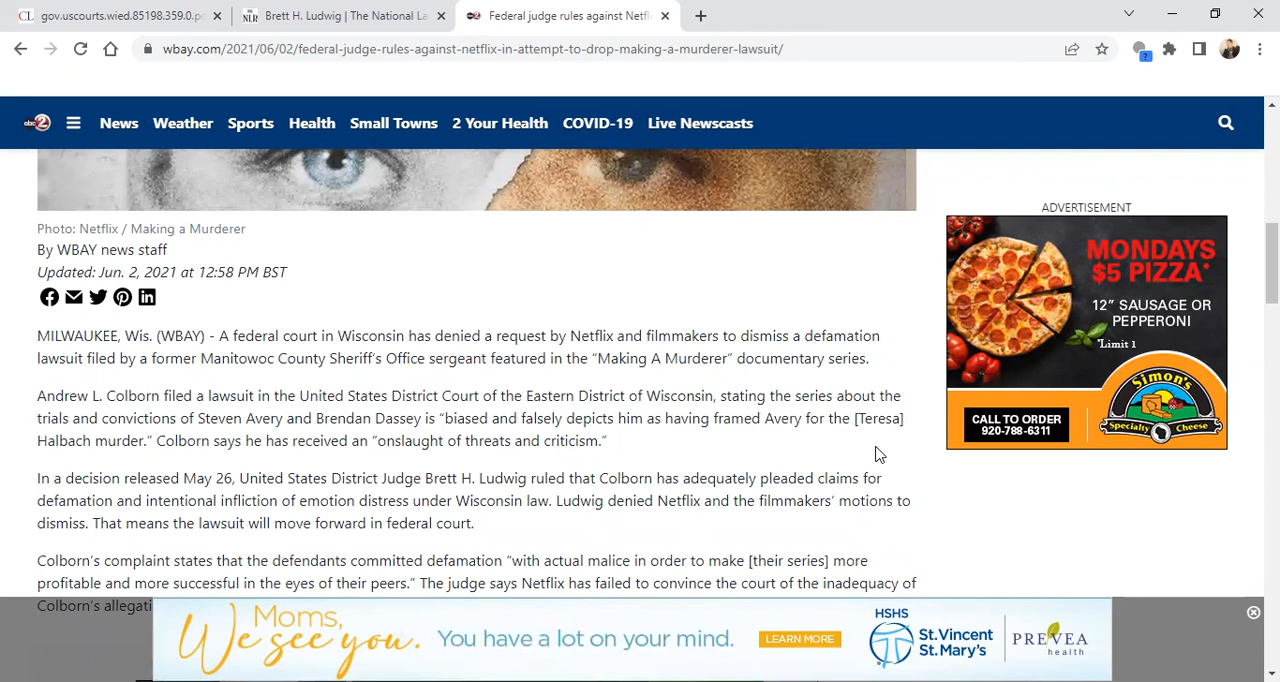 gov.uscourts.wied.85198.359.0.pc
Brett H. Ludwig | The National La
Federal judge rules against Netfl
wbay.com/2021/06/02/federal-judge-rules-against-netflix-in-attempt-to-drop-making-a-murderer-lawsuit/
abc 2
News
Weather
Sports
Health
Small Towns
2 Your Health
COVID-19
Live Newscasts
Photo: Netflix / Making a Murderer
By WBAY news staff
Updated: Jun. 2, 2021 at 12:58 PM BST
MILWAUKEE, Wis. (WBAY) - A federal court in Wisconsin has denied a request by Netflix and filmmakers to dismiss a defamation
lawsuit filed by a former Manitowoc County Sheriff's Office sergeant featured in the “Making A Murderer” documentary series.
Andrew L. Colborn filed a lawsuit in the United States District Court of the Eastern District of Wisconsin, stating the series about the
trials and convictions of Steven Avery and Brendan Dassey is “biased and falsely depicts him as having framed Avery for the [Teresa]
Halbach murder.” Colborn says he has received an “onslaught of threats and criticism.”
In a decision released May 26, United States District Judge Brett H. Ludwig ruled that Colborn has adequately pleaded claims for
defamation and intentional infliction of emotion distress under Wisconsin law. Ludwig denied Netflix and the filmmakers’ motions to
dismiss. That means the lawsuit will move forward in federal court.
Colborn’s complaint states that the defendants committed defamation “with actual malice in order to make [their series] more
profitable and more successful in the eyes of their peers.” The judge says Netflix has failed to convince the court of the inadequacy of
Colborn’s allegati
ADVERTISEMENT
MONDAYS
$5 PIZZA*
12” SAUSAGE OR
PEPPERONI
*Limit 1
CALL TO ORDER
920-788-6311
Simon's
Specialty Cheese
Moms,
We see you.
You have a lot on your mind.
LEARN MORE
HSHS
St.Vincent
St.Mary's
PREVEA
health